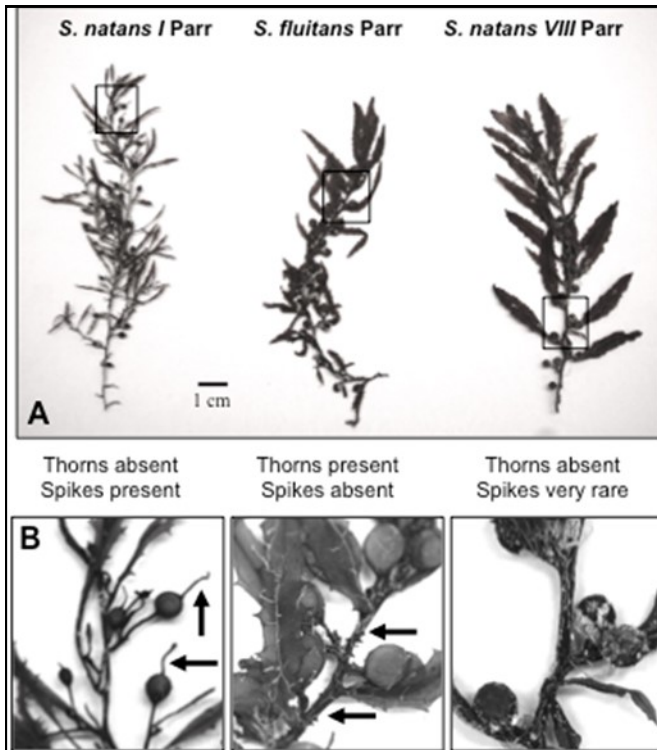 S. natans I Parr S. fluitans Parr S. natans VIII Parr
1 cm
A
Thorns absent Thorns present Thorns absent
Spikes present Spikes absent Spikes very rare
B